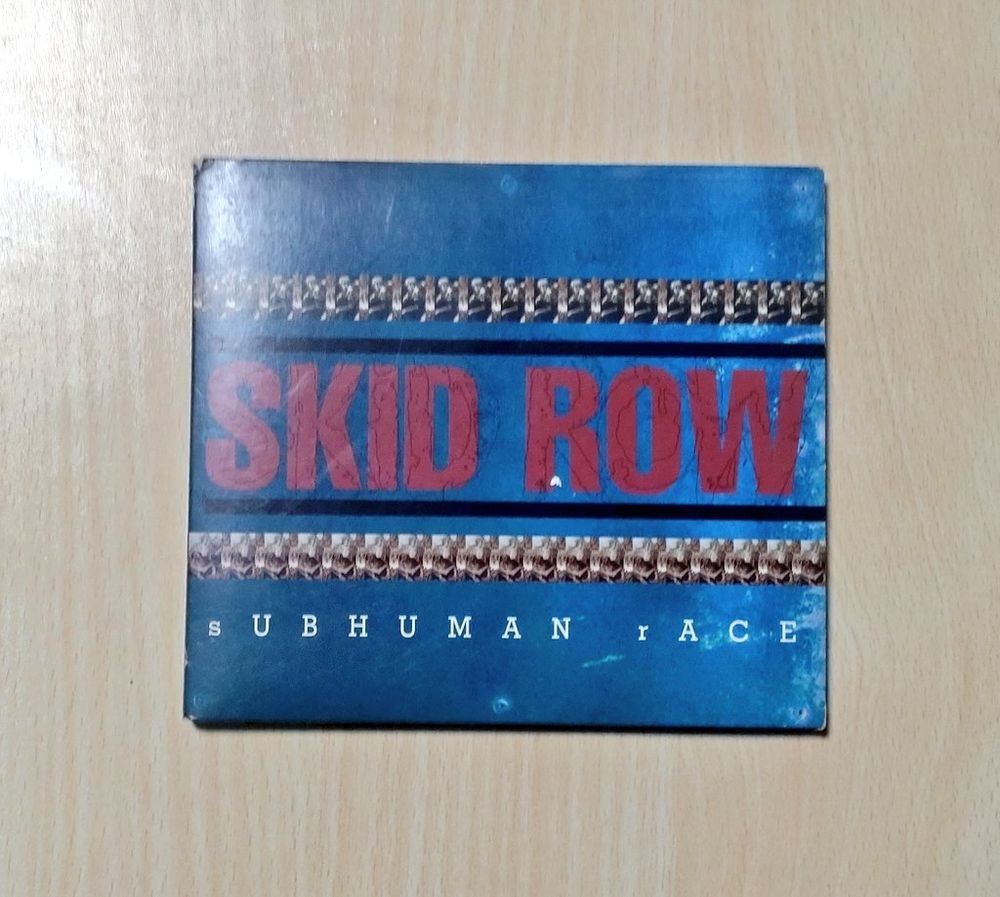 SKID ROW
sUBHUMAN rACE